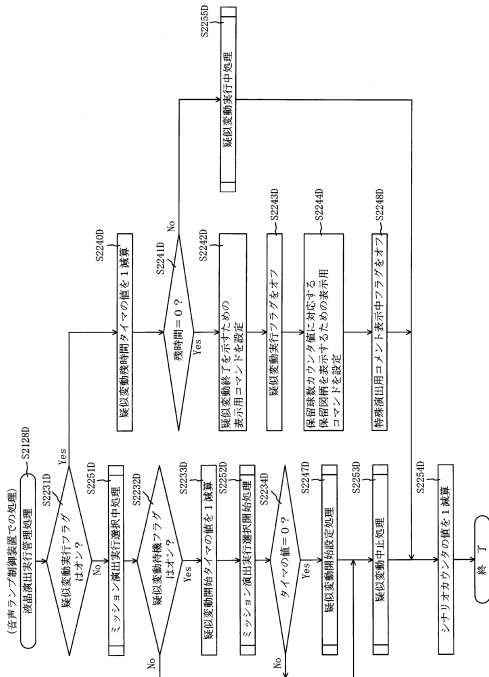 (音声ランプ制御装置での処理)
液晶演出実行管理処理
S2128D
疑似変動実行フラグ
はオン?
S2231D
Yes
No
ミッション演出実行選択中処理
S2251D
疑似変動待機フラグ
はオン?
S2232D
No
Yes
疑似変動開始タイマの値を1減算
S2233D
ミッション演出実行選択開始処理
S2252D
タイマの値=0?
S2234D
No
Yes
疑似変動開始設定処理
S2247D
疑似変動中止処理
S2253D
シナリオカウンタの値を1減算
S2254D
終了
疑似変動残時間タイマの値を1減算
S2240D
残時間=0?
S2241D
No
Yes
疑似変動終了を示すための
表示用コマンドを設定
S2242D
疑似変動実行フラグをオフ
S2243D
保留球数カウンタ値に対応する
保留図柄を表示するための表示用
コマンドを設定
S2244D
特殊演出用コメント表示中フラグをオフ
S2248D
疑似変動実行中処理
S2255D